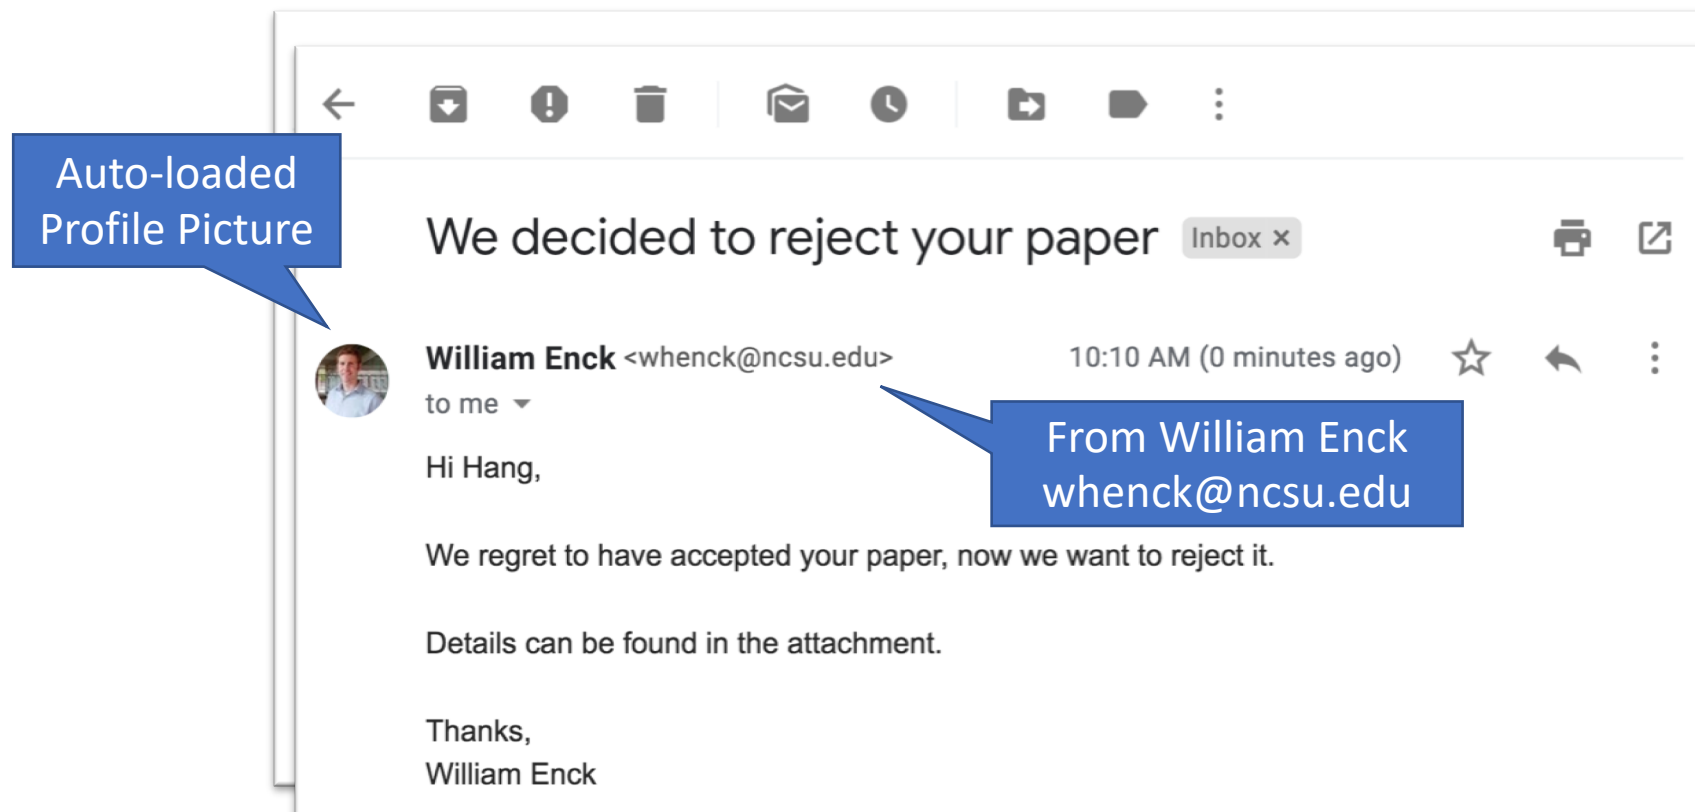 Auto-loaded
Profile Picture
We decided to reject your paper Inbox ×
William Enck <whenck@ncsu.edu> 10:10 AM (0 minutes ago)
to me
From William Enck
whenck@ncsu.edu
Hi Hang,
We regret to have accepted your paper, now we want to reject it.
Details can be found in the attachment.
Thanks,
William Enck